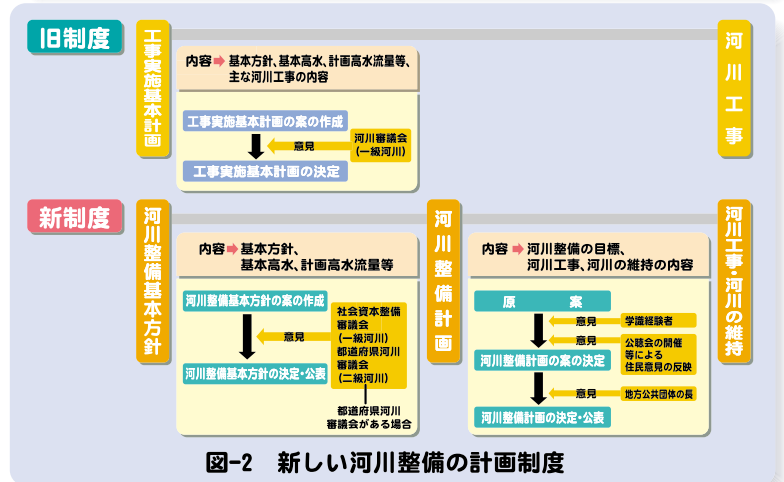 旧制度
工事実施基本計画
内容 基本方針、基本高水、計画高水流量等、
主な河川工事の内容
工事実施基本計画の案の作成
意見
河川審議会
(一級河川)
工事実施基本計画の決定
河川工事
新制度
河川整備基本方針
内容 基本方針、
基本高水、計画高水流量等
河川整備基本方針の案の作成
意見
社会資本整備
審議会
(一級河川)
都道府県河川
審議会
(二級河川)
河川整備基本方針の決定・公表
都道府県河川
審議会がある場合
河川整備計画
内容 河川整備の目標、
河川工事、河川の維持の内容
原 案
意見
学識経験者
意見
公聴会の開催
等による
住民意見の反映
河川整備計画の案の決定
意見
地方公共団体の長
河川整備計画の決定・公表
河川工事・河川の維持
図-2 新しい河川整備の計画制度